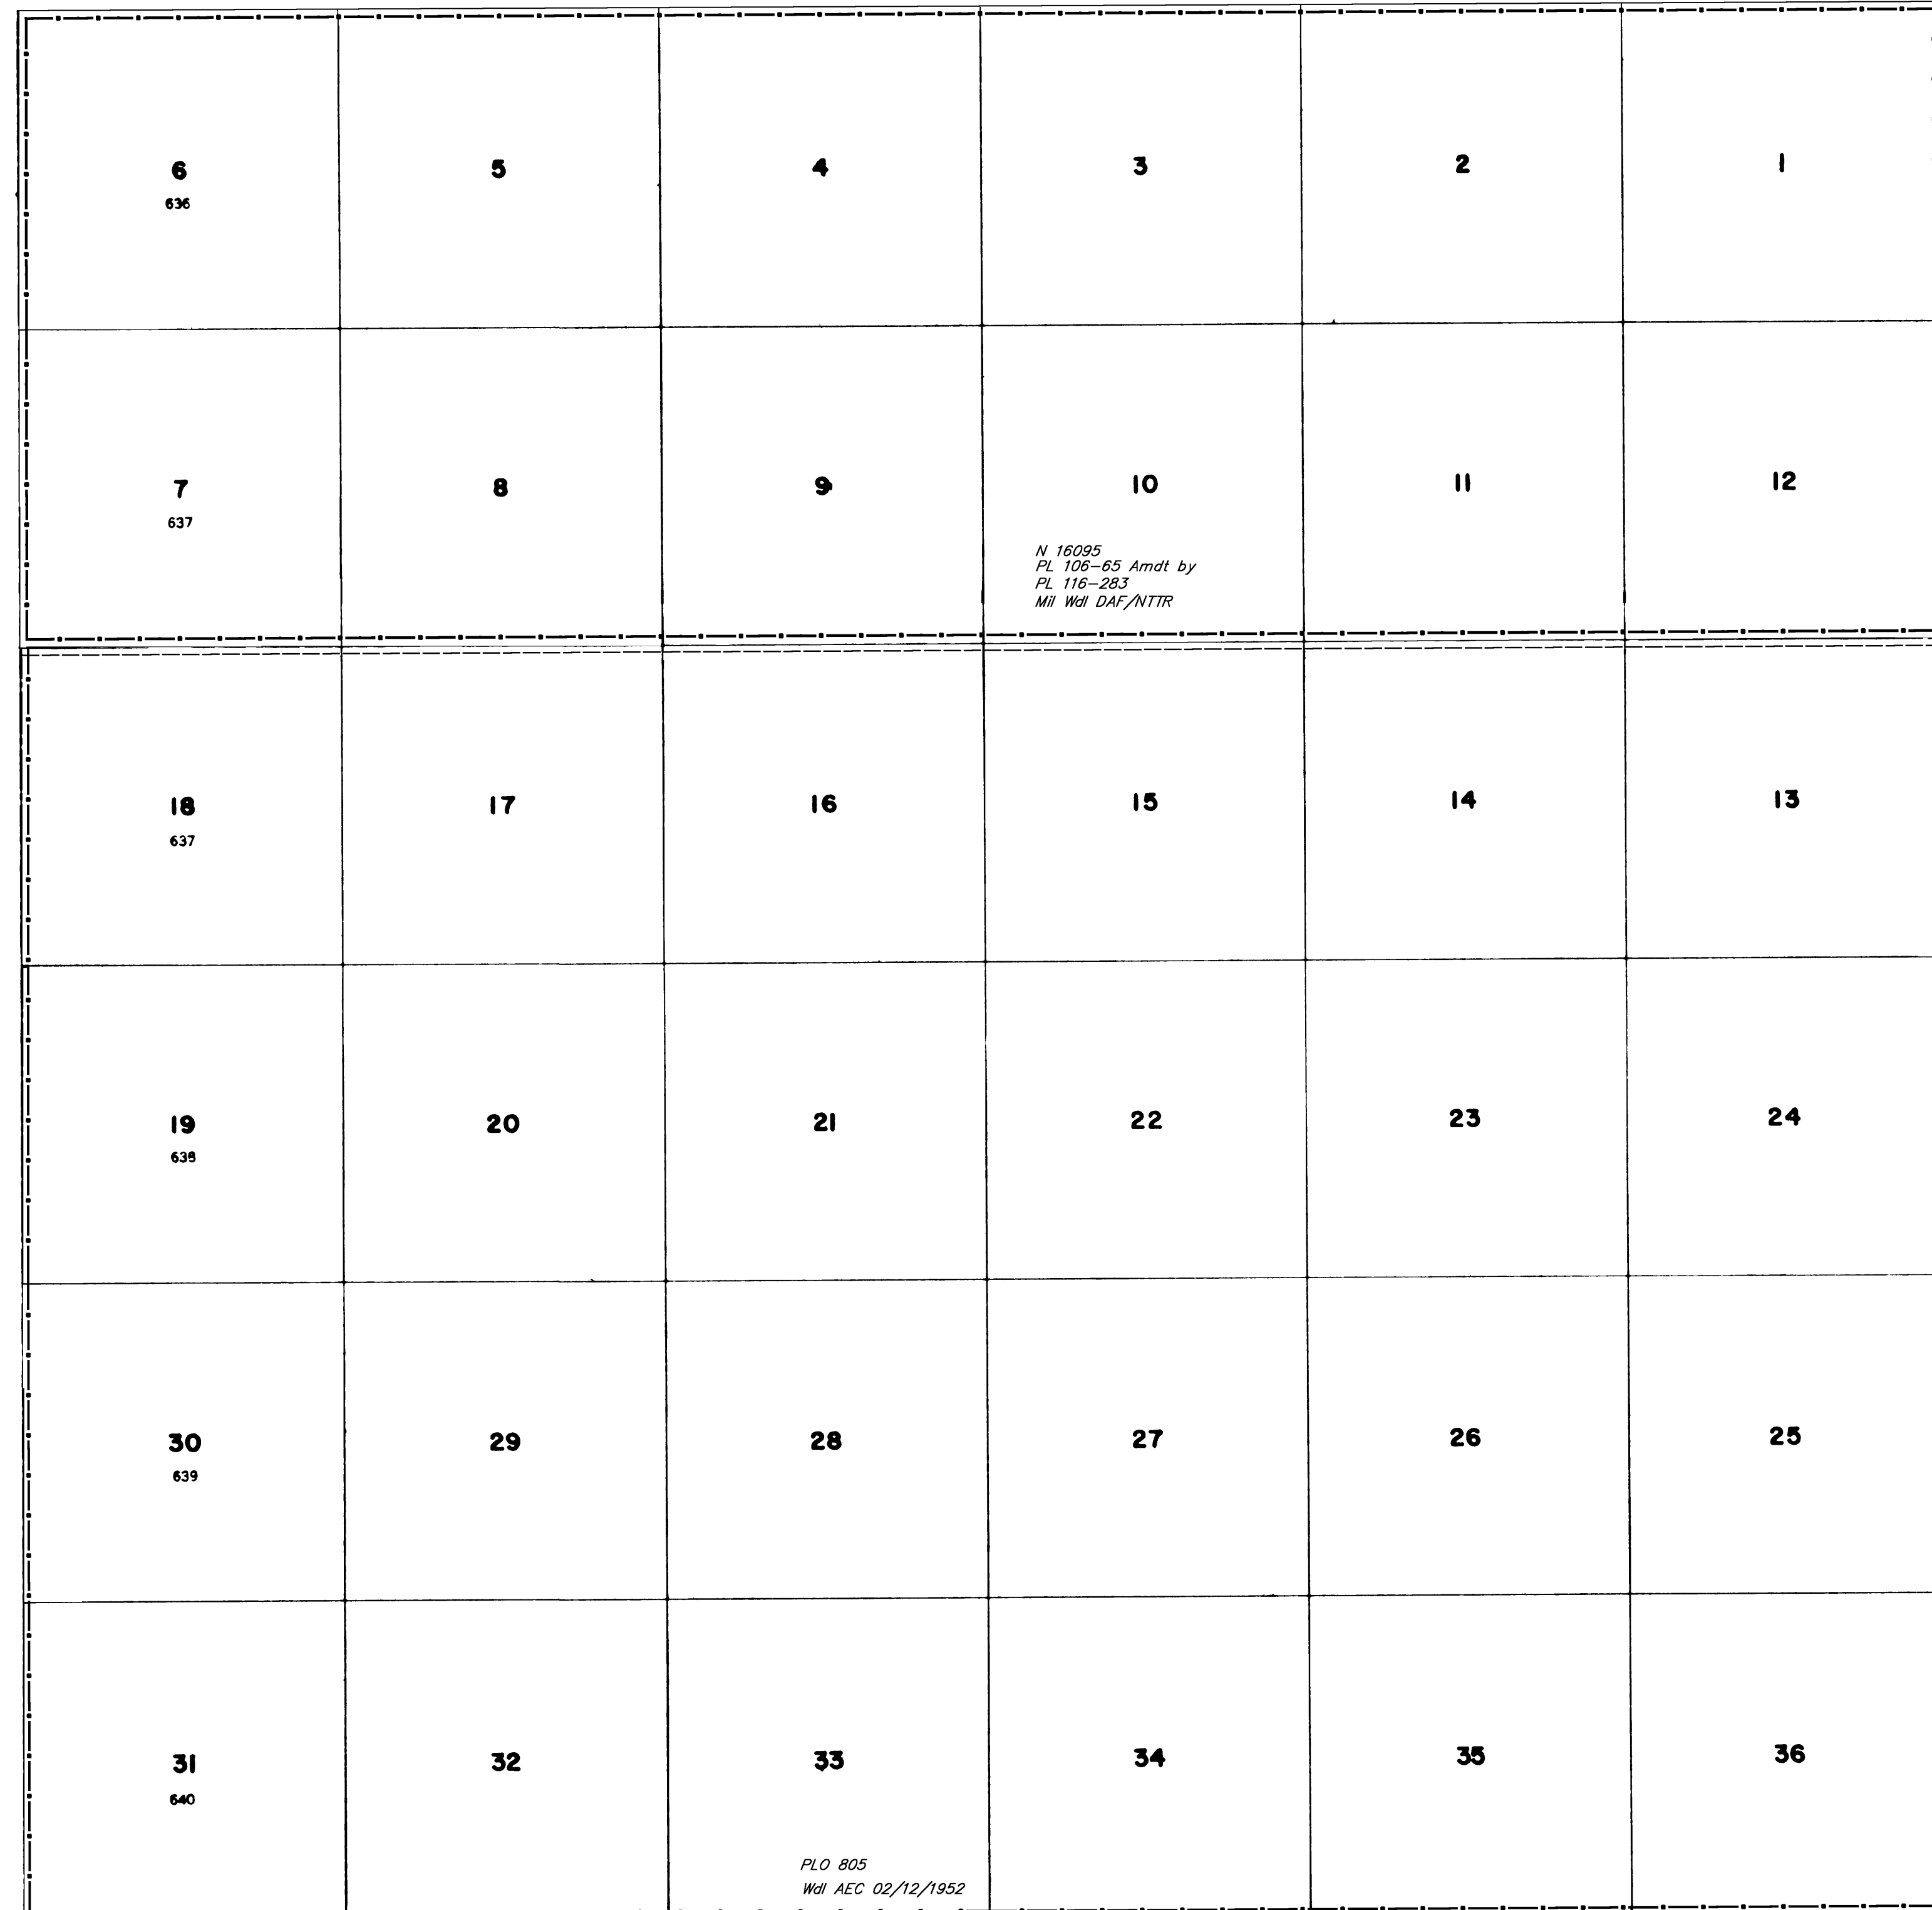 6 5 4 3 2 1
636
7 8 9 10 11 12
637
N 16095
PL 106-65 Amdt by
PL 116-283
Mil Wdl DAF/NTTR
18 17 16 15 14 13
637
19 20 21 22 23 24
638
30 29 28 27 26 25
639
31 32 33 34 35 36
640
PLO 805
Wdl AEC 02/12/1952